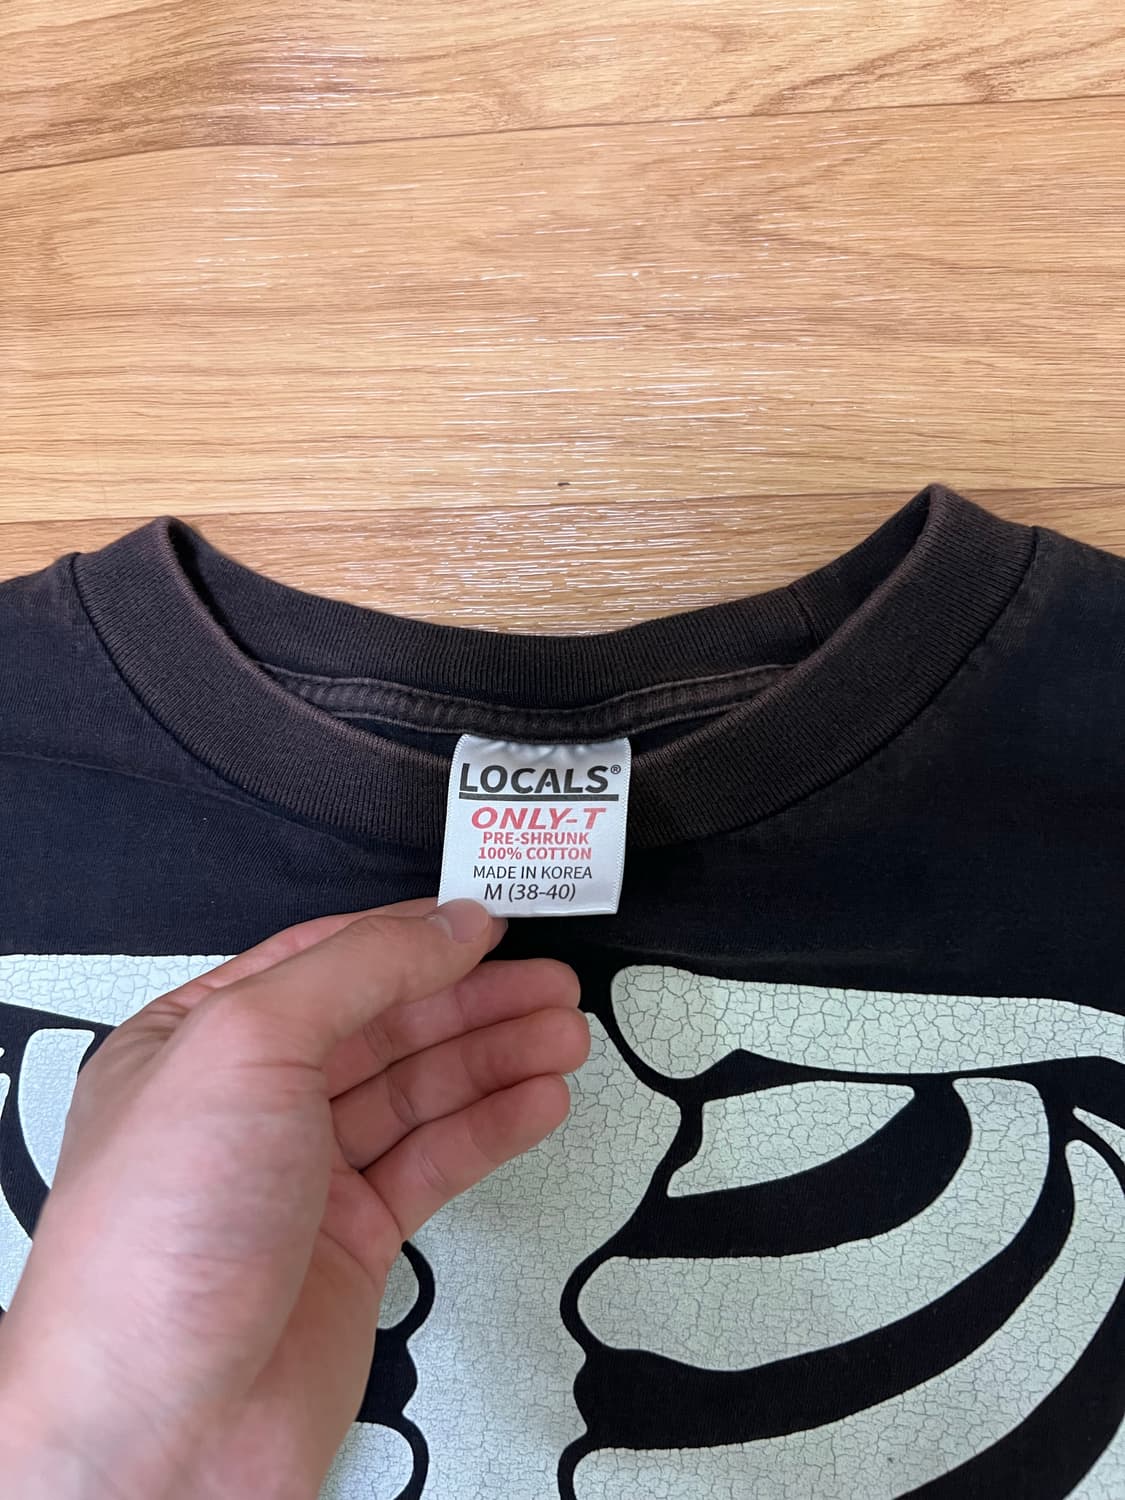 LOCALS®
ONLY-T
PRE-SHRUNK
100% COTTON
MADE IN KOREA
M (38-40)